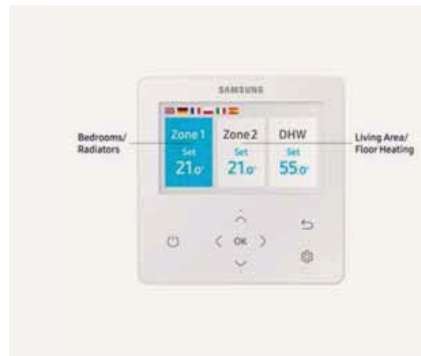 SAMSUNG
Bedrooms/
Radiators
Zone 1
Set
21.0°
Zone 2
Set
21.0°
DHW
Set
55.0°
Living Area/
Floor Heating
OK